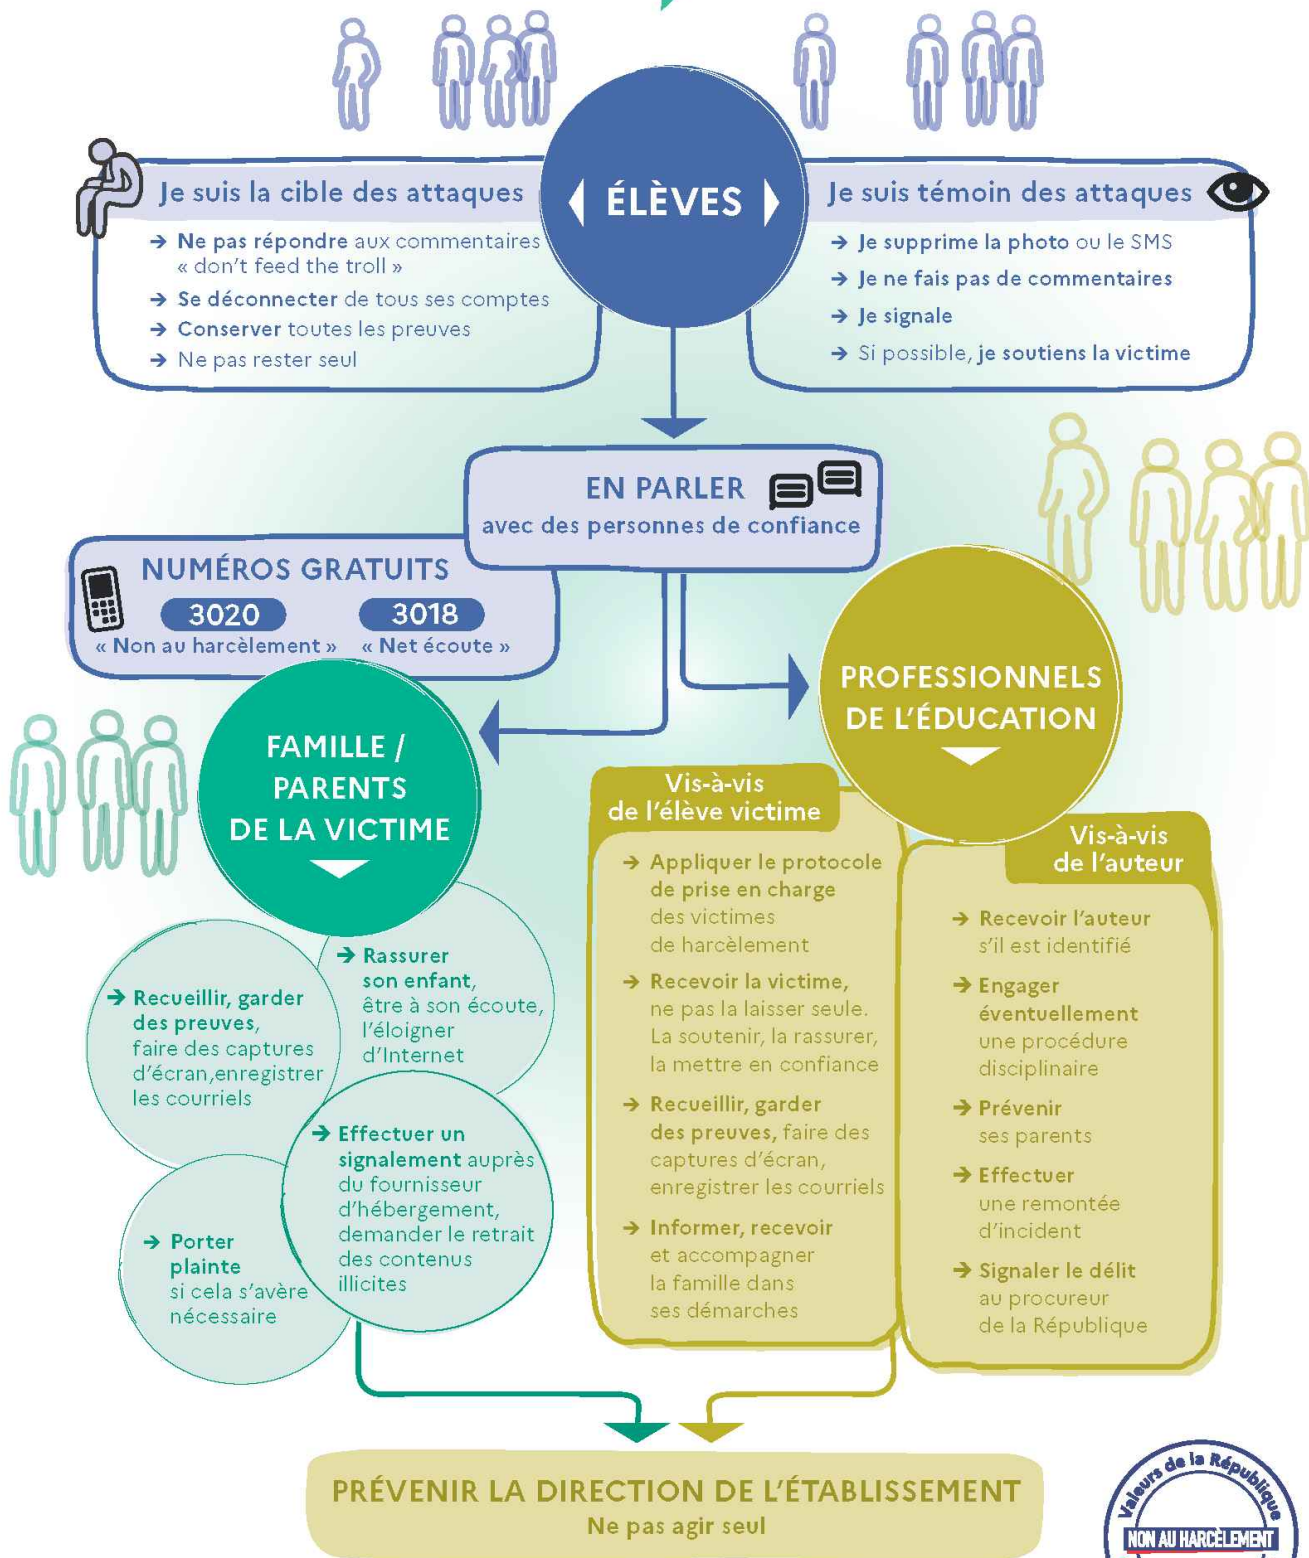 ÉLÈVES
Je suis la cible des attaques
→ Ne pas répondre aux commentaires
« don't feed the troll »
→ Se déconnecter de tous ses comptes
→ Conserver toutes les preuves
→ Ne pas rester seul
Je suis témoin des attaques
→ Je supprime la photo ou le SMS
→ Je ne fais pas de commentaires
→ Je signale
→ Si possible, je soutiens la victime
EN PARLER
avec des personnes de confiance
NUMÉROS GRATUITS
3020 3018
« Non au harcèlement » « Net écoute »
FAMILLE /
PARENTS
DE LA VICTIME
→ Rassurer
son enfant,
être à son écoute,
l'éloigner
d'Internet
→ Recueillir, garder
des preuves,
faire des captures
d'écran,enregistrer
les courriels
→ Effectuer un
signalement auprès
du fournisseur
d'hébergement,
demander le retrait
des contenus
illicites
→ Porter
plainte
si cela s'avère
nécessaire
PROFESSIONNELS
DE L'ÉDUCATION
Vis-à-vis
de l'élève victime
→ Appliquer le protocole
de prise en charge
des victimes
de harcèlement
→ Recevoir la victime,
ne pas la laisser seule.
La soutenir, la rassurer,
la mettre en confiance
→ Recueillir, garder
des preuves, faire des
captures d'écran,
enregistrer les courriels
→ Informer, recevoir
et accompagner
la famille dans
ses démarches
Vis-à-vis
de l'auteur
→ Recevoir l'auteur
s'il est identifié
→ Engager
éventuellement
une procédure
disciplinaire
→ Prévenir
ses parents
→ Effectuer
une remontée
d'incident
→ Signaler le délit
au procureur
de la République
PRÉVENIR LA DIRECTION DE L'ÉTABLISSEMENT
Ne pas agir seul
Valeurs de la République
NON AU HARCÈLEMENT